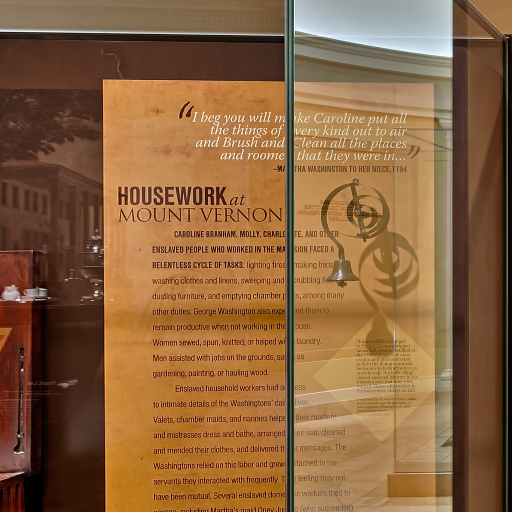 “I beg you will make Caroline put all
the things of every kind out to air
and Brush and Clean all the places
and rooms that they were in...”
–MARTHA WASHINGTON TO HER NIECE, 1794
HOUSEWORK at
MOUNT VERNON
CAROLINE BRANHAM, MOLLY, CHARLOTTE, AND OTHER
ENSLAVED PEOPLE WHO WORKED IN THE MANSION FACED A
RELENTLESS CYCLE OF TASKS: lighting fires, making beds,
washing clothes and linens, sweeping and scrubbing floors,
dusting furniture, and emptying chamber pots, among many
other duties. George Washington also expected them to
remain productive when not working in the house.
Women sewed, spun, knitted, or helped with laundry.
Men assisted with jobs on the grounds, such as
gardening, painting, or hauling wood.
Enslaved household workers had access
to intimate details of the Washingtons' daily lives.
Valets, chamber maids, and nannies helped their masters
and mistresses dress and bathe, arranged their hair, cleaned
and mended their clothes, and delivered their messages. The
Washingtons relied on this labor and grew attached to the
servants they interacted with frequently. The feeling may not
have been mutual. Several enslaved domestic workers tried to
escape, including Martha's maid Oney Judge (who succeeded)